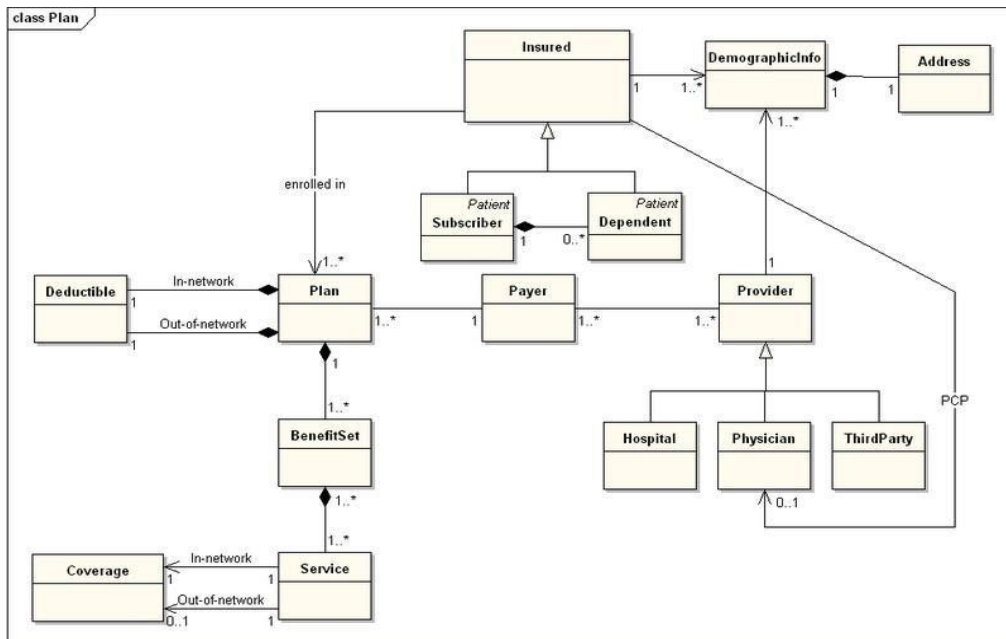 class Plan
Insured
DemographicInfo
Address
1
1..*
1
1
1..*
enrolled in
Patient
Subscriber
Patient
Dependent
1
0..*
1..*
1
Deductible
In-network
Plan
Payer
Provider
1
Out-of-network
1..*
1
1..*
1..*
1
1
1..*
PCP
BenefitSet
Hospital
Physician
ThirdParty
1..*
0..1
1..*
In-network
Coverage
Service
1
1
Out-of-network
0..1
1